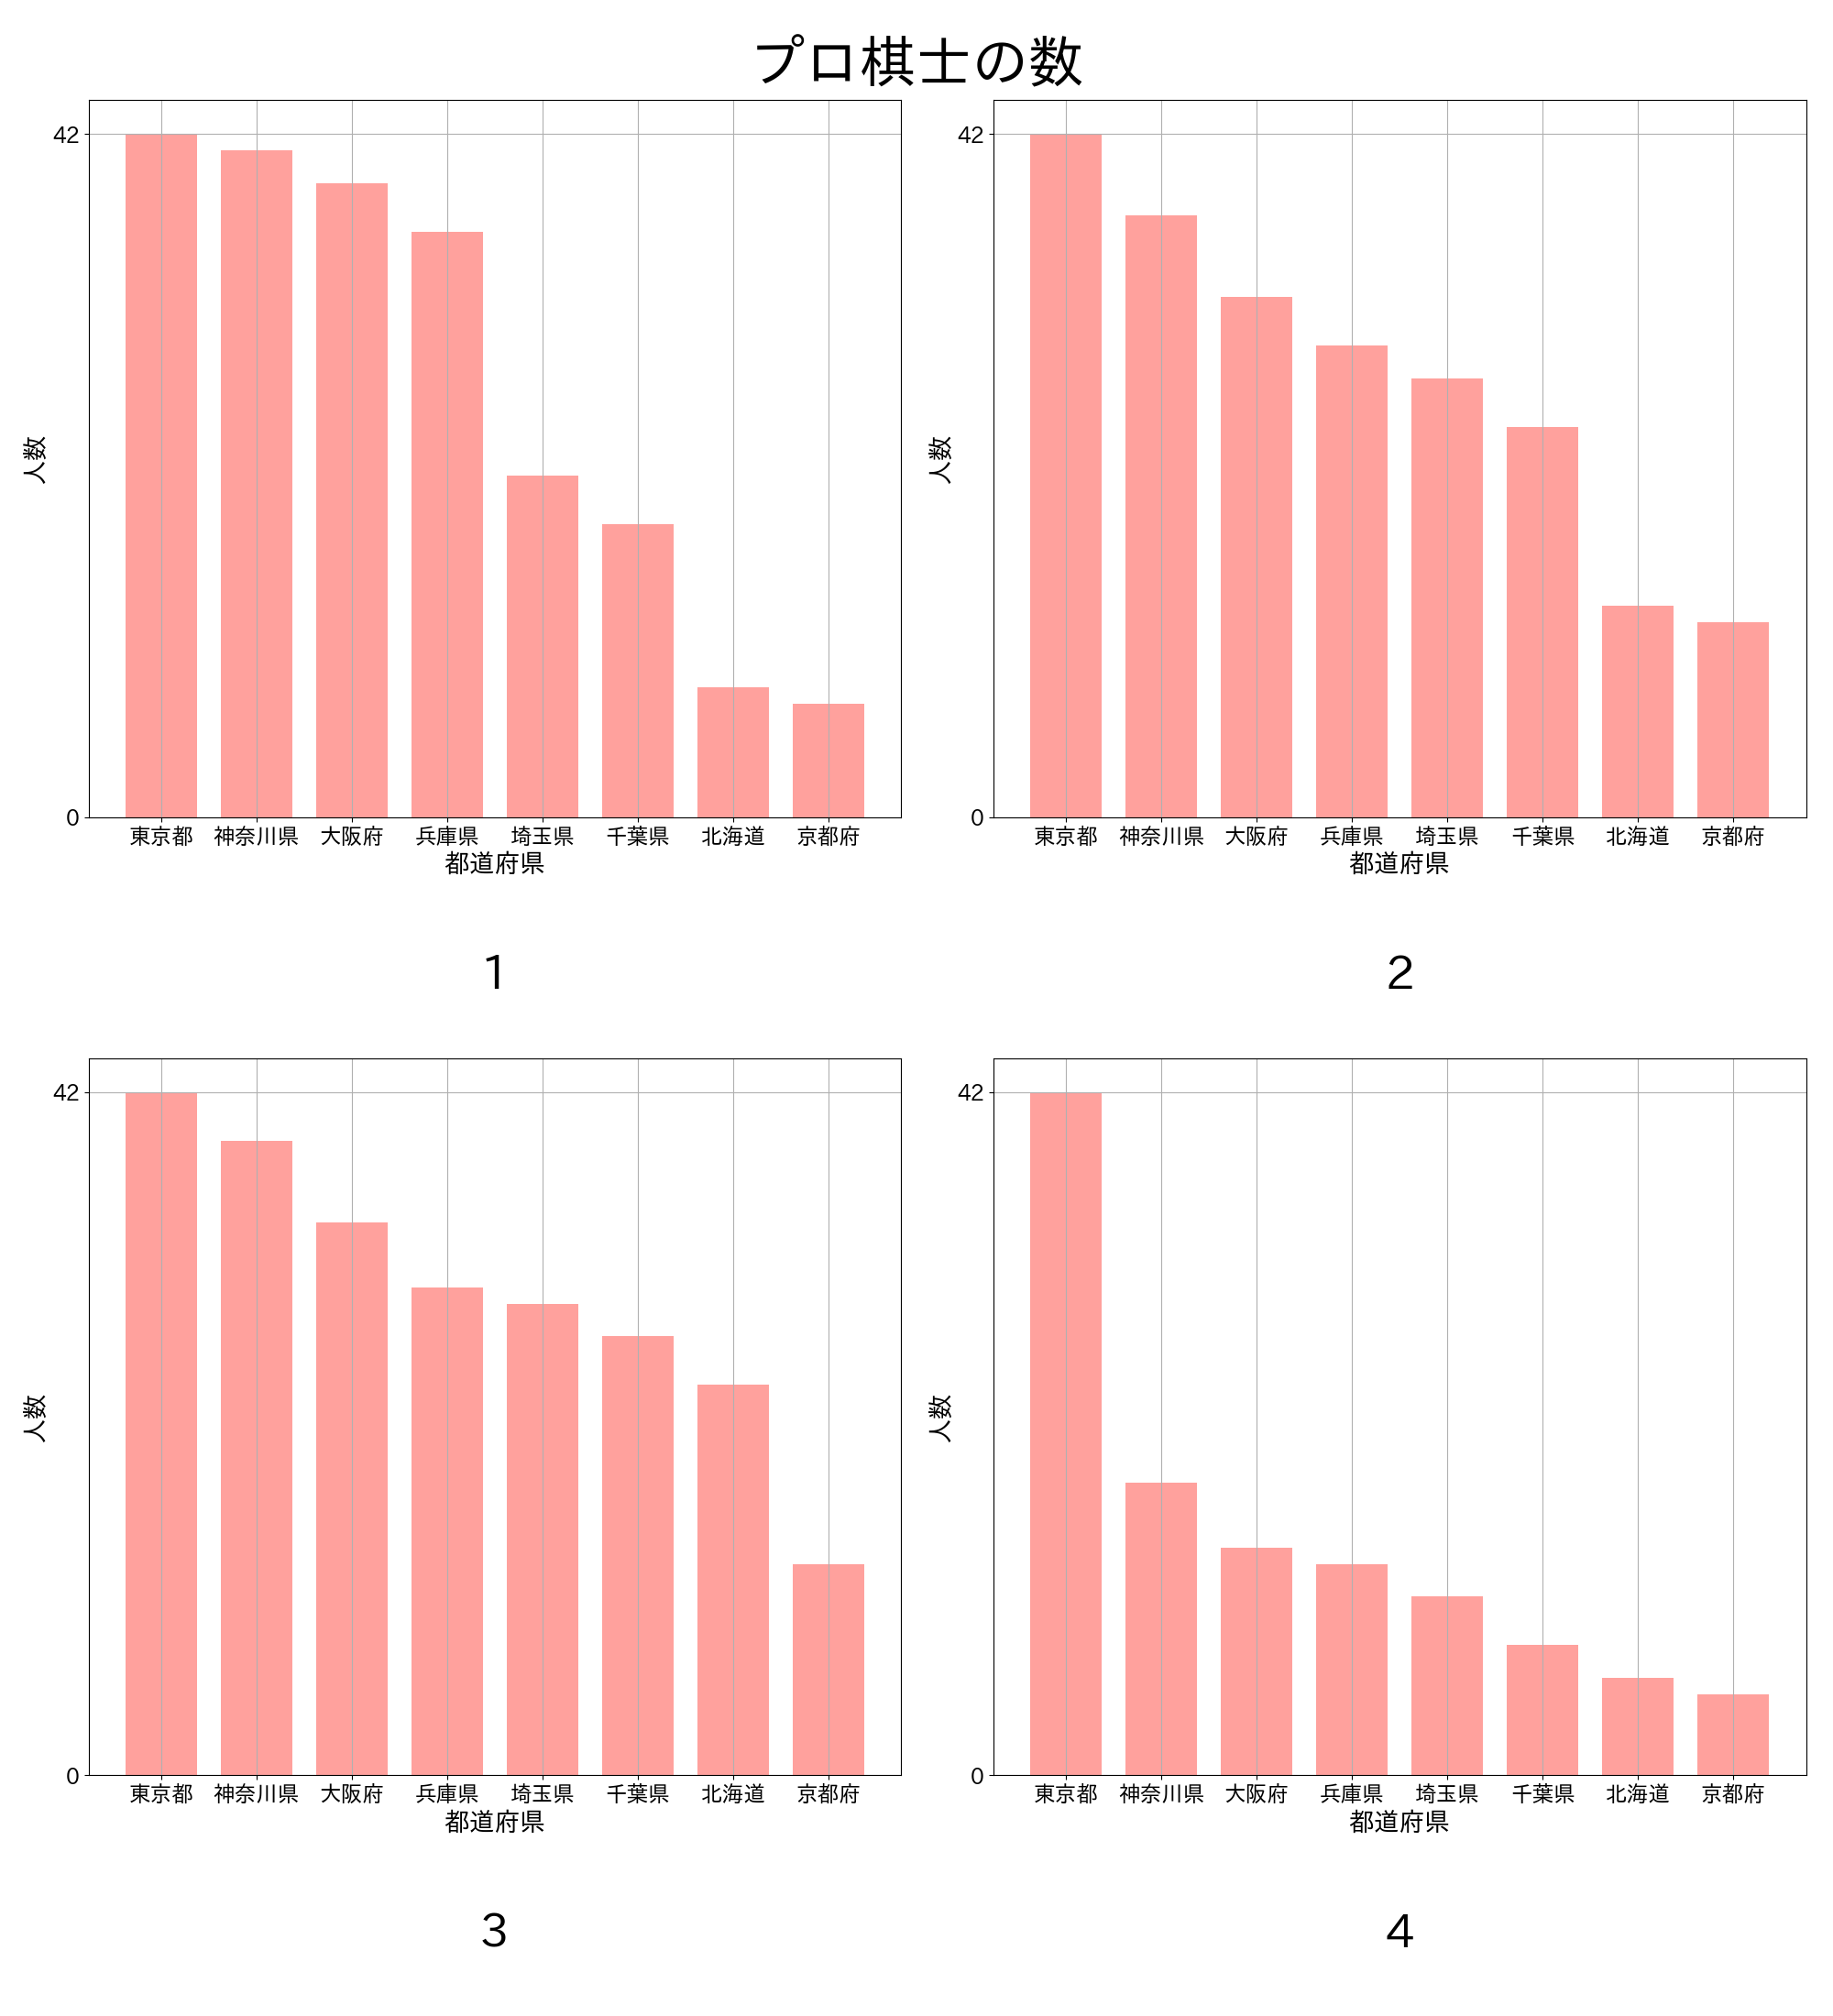 プロ棋士の数
42
0
人数
東京都 神奈川県 大阪府 兵庫県 埼玉県 千葉県 北海道 京都府
都道府県
1
42
0
人数
東京都 神奈川県 大阪府 兵庫県 埼玉県 千葉県 北海道 京都府
都道府県
2
42
0
人数
東京都 神奈川県 大阪府 兵庫県 埼玉県 千葉県 北海道 京都府
都道府県
3
42
0
人数
東京都 神奈川県 大阪府 兵庫県 埼玉県 千葉県 北海道 京都府
都道府県
4